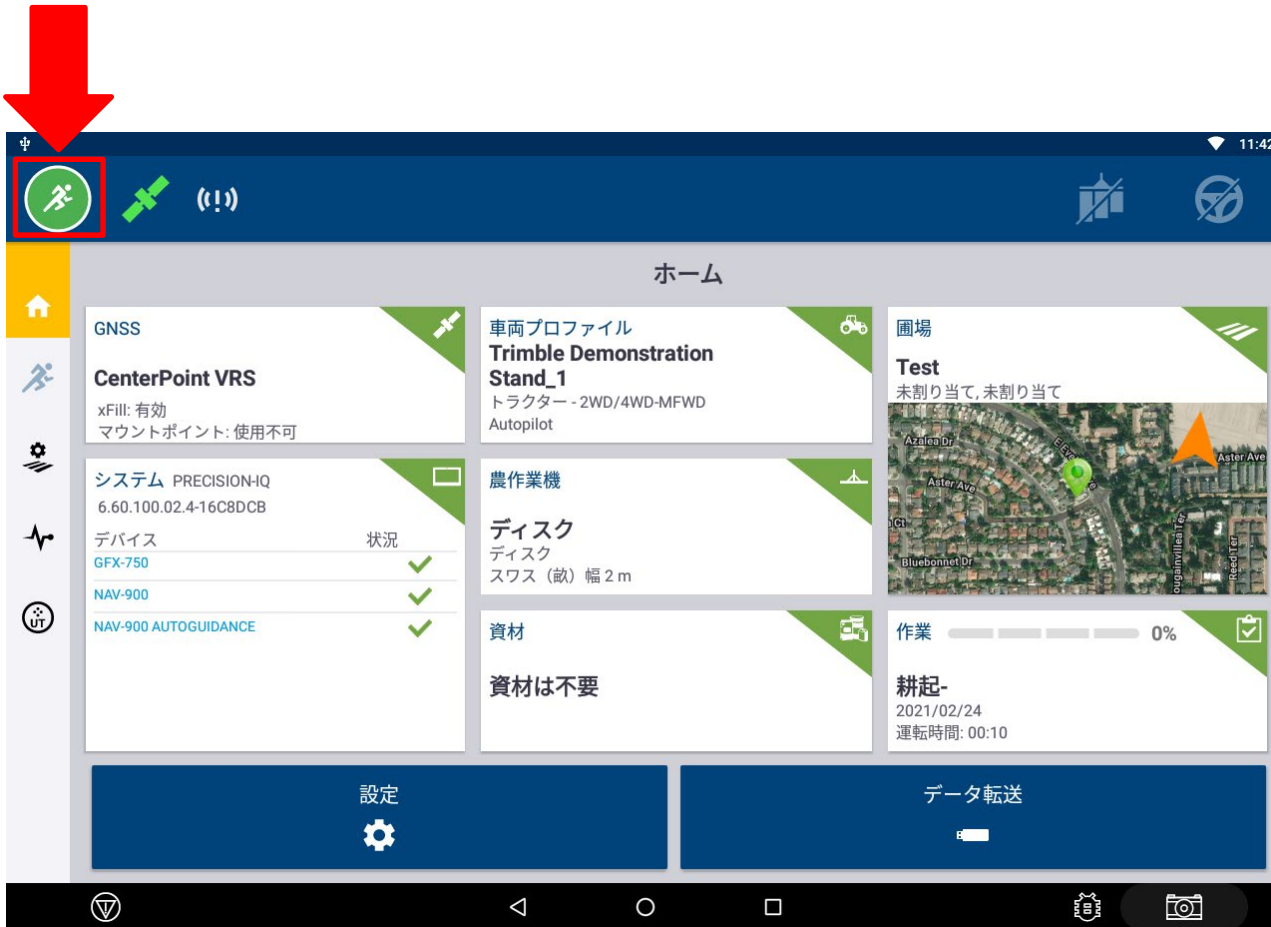 11:42
ホーム
GNSS
CenterPoint VRS
xFill: 有効
マウントポイント: 使用不可
車両プロファイル
Trimble Demonstration
Stand_1
トラクター - 2WD/4WD-MFWD
Autopilot
圃場
Test
未割り当て, 未割り当て
Azalea Dr
Aster Ave
Aster Ave
Bluebonnet Dr
Reed Ter
システム PRECISION-IQ
6.60.100.02.4-16C8DCB
デバイス 状況
GFX-750
NAV-900
NAV-900 AUTOGUIDANCE
農作業機
ディスク
ディスク
スワス（畝）幅 2 m
資材
資材は不要
作業 0%
耕起-
2021/02/24
運転時間: 00:10
UT
設定
データ転送